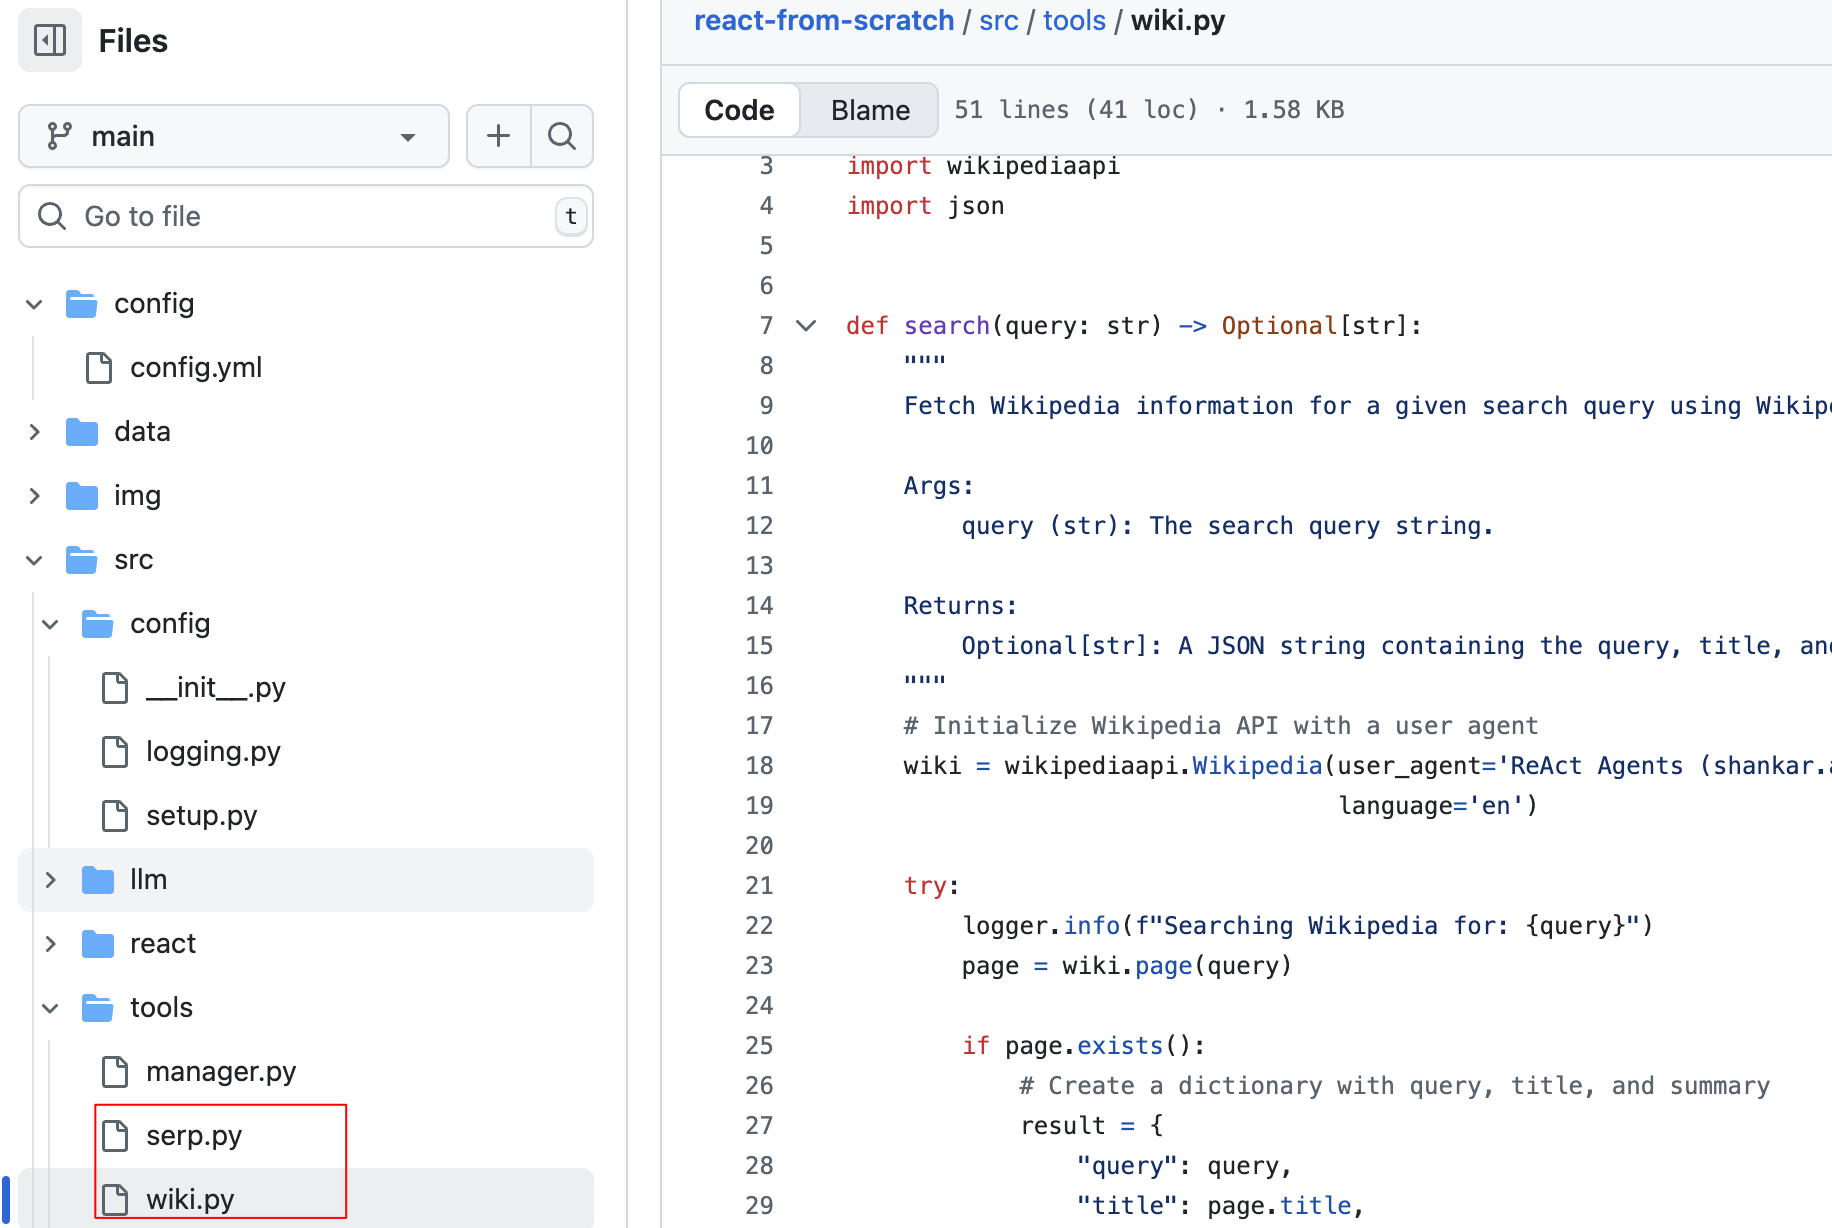 Files
main
Go to file
t
config
config.yml
data
img
src
config
__init__.py
logging.py
setup.py
llm
react
tools
manager.py
serp.py
wiki.py
react-from-scratch / src / tools / wiki.py
Code Blame 51 lines (41 loc) · 1.58 KB
3 import wikipediaapi
4 import json
5
6
7 def search(query: str) -> Optional[str]:
8 """
9 Fetch Wikipedia information for a given search query using
10
11 Args:
12 query (str): The search query string.
13
14 Returns:
15 Optional[str]: A JSON string containing the query, title,
16 """
17 # Initialize Wikipedia API with a user agent
18 wiki = wikipediaapi.Wikipedia(user_agent='ReAct Agents (shankar.
19 language='en')
20
21 try:
22 logger.info(f"Searching Wikipedia for: {query}")
23 page = wiki.page(query)
24
25 if page.exists():
26 # Create a dictionary with query, title, and summary
27 result = {
28 "query": query,
29 "title": page.title,